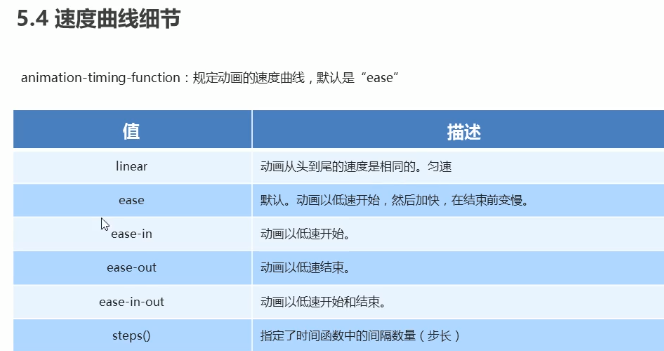 5.4 速度曲线细节
animation-timing-function：规定动画的速度曲线，默认是“ease”
值 描述
linear 动画从头到尾的速度是相同的。匀速
ease 默认。动画以低速开始，然后加快，在结束前变慢。
ease-in 动画以低速开始。
ease-out 动画以低速结束。
ease-in-out 动画以低速开始和结束。
steps() 指定了时间函数中的间隔数量（步长）